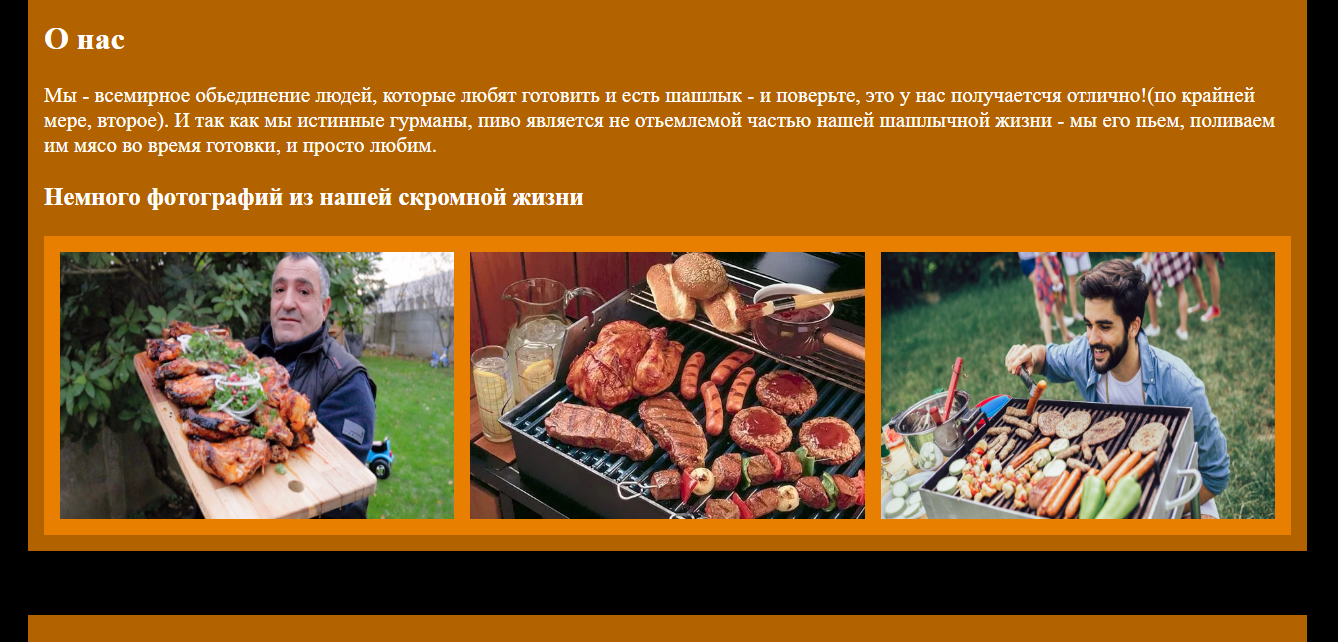 О нас
Мы - всемирное обьединение людей, которые любят готовить и есть шашлык - и поверьте, это у нас получаетсчя отлично!(по крайней
мере, второе). И так как мы истинные гурманы, пиво является не отьемлемой частью нашей шашлычной жизни - мы его пьем, поливаем
им мясо во время готовки, и просто любим.
Немного фотографий из нашей скромной жизни